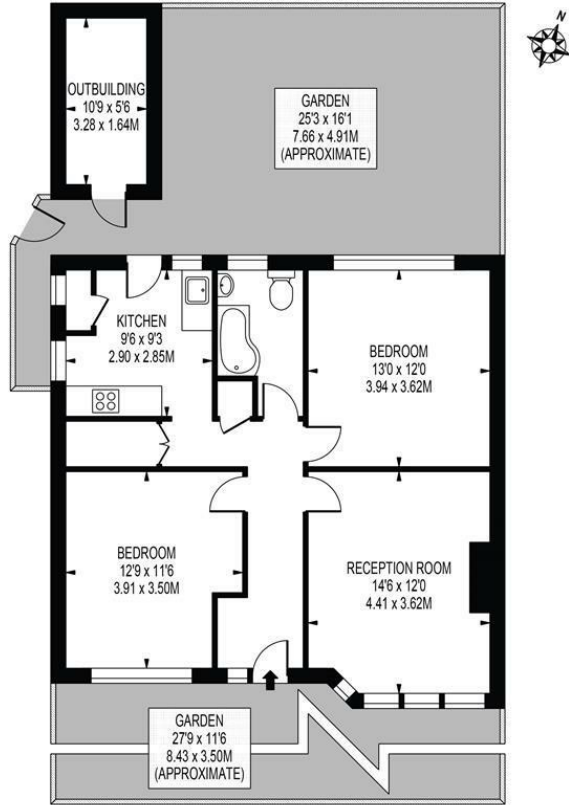 N
OUTBUILDING
10'9 x 5'6
3.28 x 1.64M
GARDEN
25'3 x 16'1
7.66 x 4.91M
(APPROXIMATE)
KITCHEN
9'6 x 9'3
2.90 x 2.85M
BEDROOM
13'0 x 12'0
3.94 x 3.62M
BEDROOM
12'9 x 11'6
3.91 x 3.50M
RECEPTION ROOM
14'6 x 12'0
4.41 x 3.62M
GARDEN
27'9 x 11'6
8.43 x 3.50M
(APPROXIMATE)